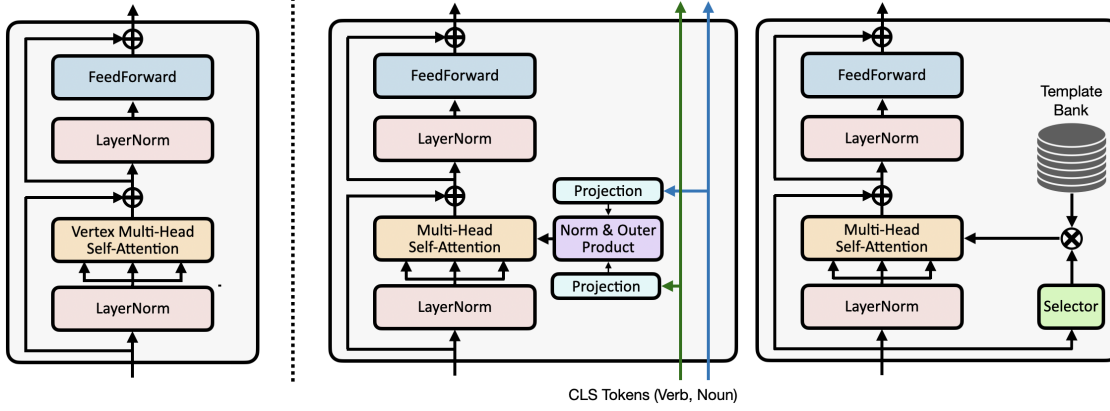 FeedForward
LayerNorm
Vertex Multi-Head
Self-Attention
LayerNorm
FeedForward
LayerNorm
Multi-Head
Self-Attention
LayerNorm
Projection
Norm & Outer
Product
Projection
CLS Tokens (Verb, Noun)
FeedForward
LayerNorm
Multi-Head
Self-Attention
LayerNorm
Template
Bank
Selector